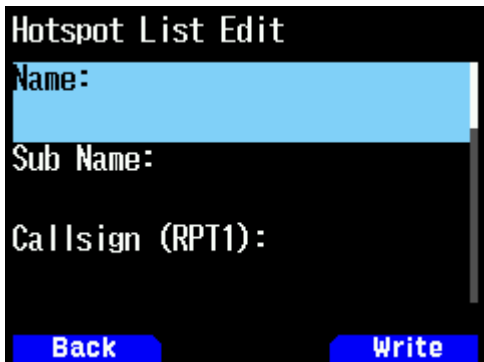 Hotspot List Edit
Name:
Sub Name:
Callsign (RPT1):
Back Write